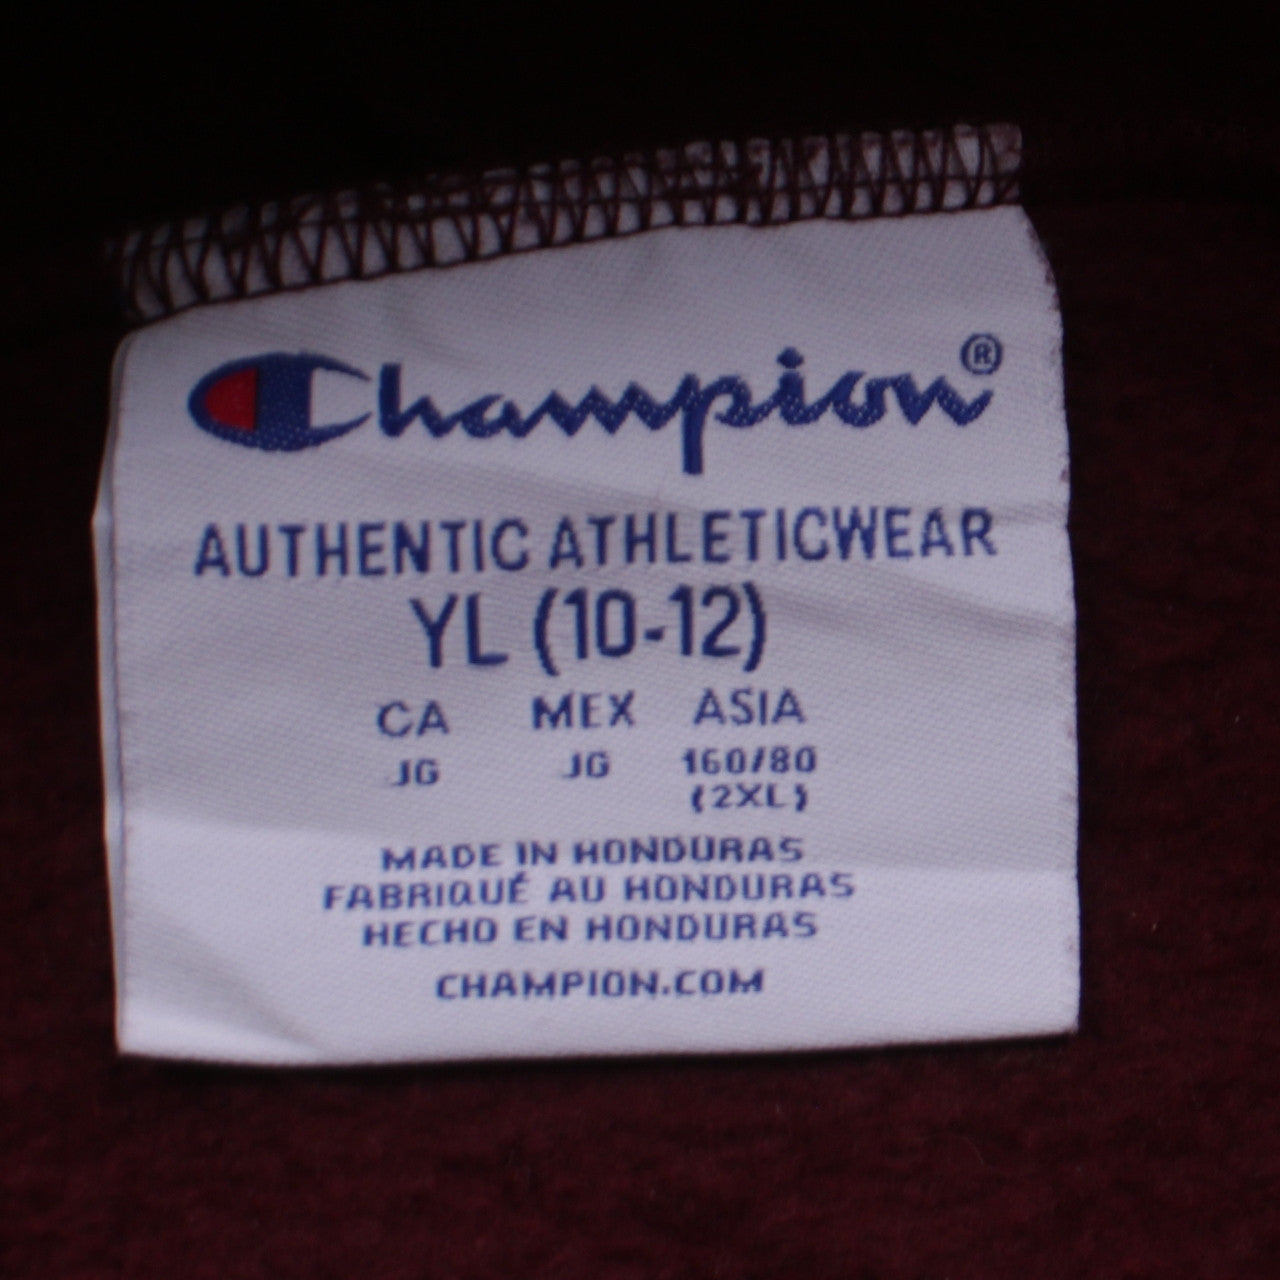 Champion®
AUTHENTIC ATHLETICWEAR
YL (10-12)
CA MEX ASIA
JG JG 160/80
(2XL)
MADE IN HONDURAS
FABRIQUÉ AU HONDURAS
HECHO EN HONDURAS
CHAMPION.COM